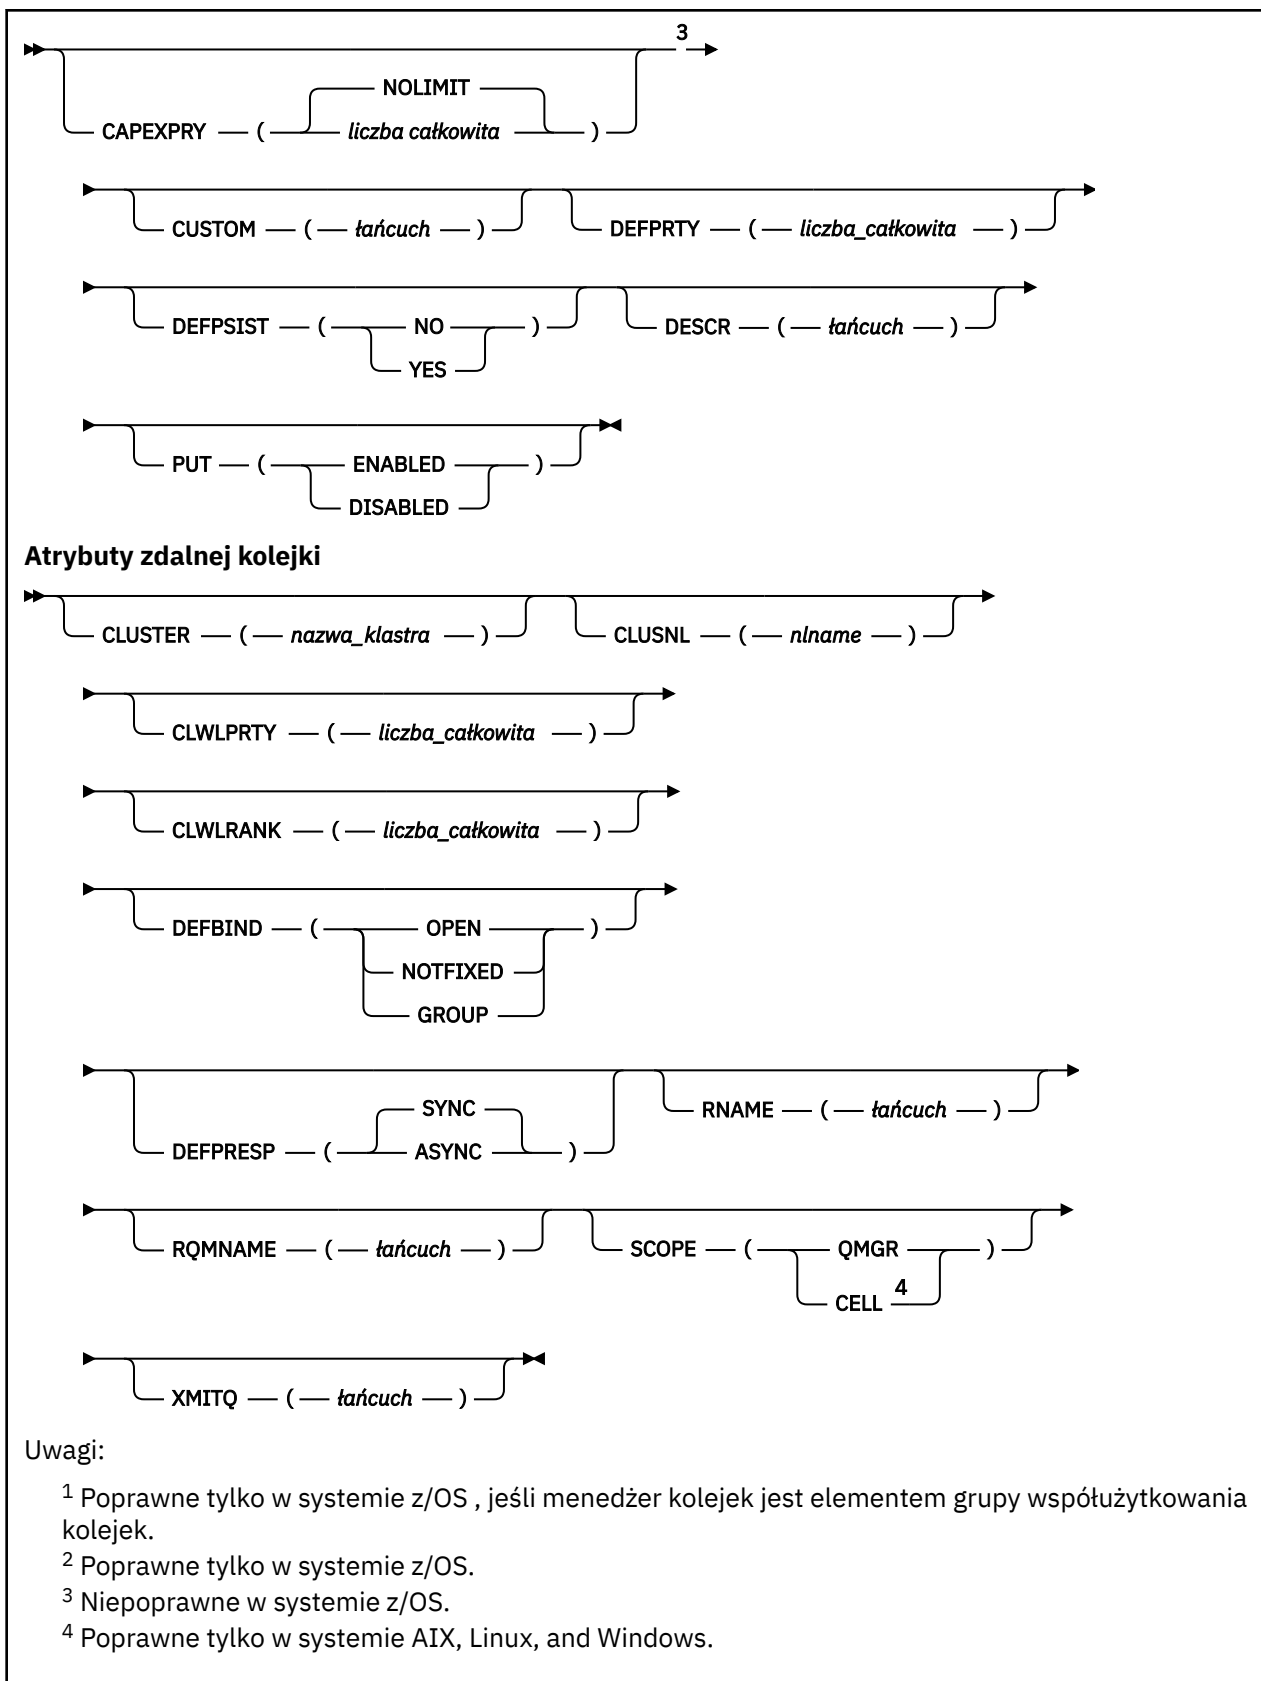 3
NOLIMIT
CAPEXPRY ( liczba całkowita )
CUSTOM ( łańcuch ) DEFPRTY ( liczba_całkowita )
DEFPSIST ( NO ) DESCR ( łańcuch )
YES
PUT ( ENABLED )
DISABLED
Atrybuty zdalnej kolejki
CLUSTER ( nazwa_klastra ) CLUSNL ( nlname )
CLWLPRTY ( liczba_całkowita )
CLWLRANK ( liczba_całkowita )
DEFBIND ( OPEN )
NOTFIXED
GROUP
SYNC RNAME ( łańcuch )
DEFPRESP ( ASYNC )
RQMNAME ( łańcuch ) SCOPE ( QMGR )
CELL 4
XMITQ ( łańcuch )
Uwagi:
1 Poprawne tylko w systemie z/OS , jeśli menedżer kolejek jest elementem grupy współużytkowania
kolejek.
2 Poprawne tylko w systemie z/OS.
3 Niepoprawne w systemie z/OS.
4 Poprawne tylko w systemie AIX, Linux, and Windows.